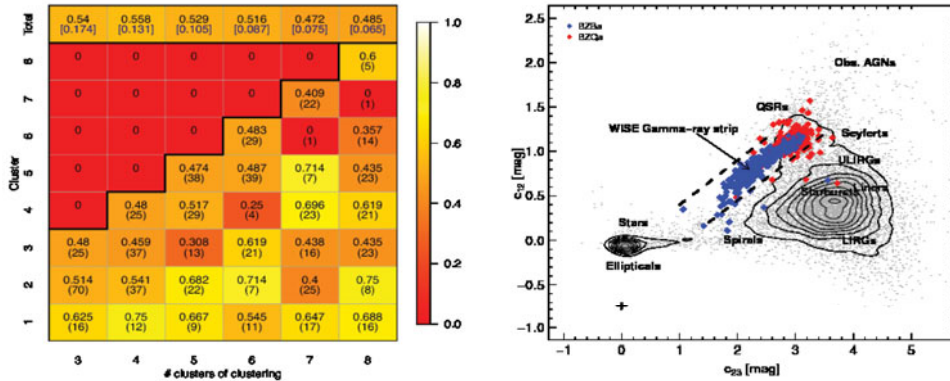 Total 0.54 0.558 0.529 0.516 0.472 0.485
[0.174] [0.131] [0.105] [0.087] [0.075] [0.065]
8 0 0 0 0 0 0.6
(5)
7 0 0 0 0 0.409 0
(22) (1)
6 0 0 0 0.483 0 0.357
(29) (1) (14)
5 0 0 0.474 0.487 0.714 0.435
(38) (39) (7) (23)
4 0 0.48 0.517 0.25 0.696 0.619
(25) (29) (4) (23) (21)
3 0.48 0.459 0.308 0.619 0.438 0.435
(25) (37) (13) (21) (16) (23)
2 0.514 0.541 0.682 0.714 0.4 0.75
(70) (37) (22) (7) (25) (8)
1 0.625 0.75 0.667 0.545 0.647 0.688
(16) (12) (9) (11) (17) (16)
3 4 5 6 7 8
# clusters of clustering
Cluster
1.0
0.8
0.6
0.4
0.2
0.0
2.5
2.0
1.5
1.0
0.5
0.0
-0.5
-1.0
c12 [mag]
BZBs
BZQs
Obs. AGNs
QSRs
WISE Gamma-ray strip
Seyferts
ULIRGs
Starbursts Liners
Stars
Spirals
LIRGs
Ellipticals
-1 0 1 2 3 4 5
c23 [mag]